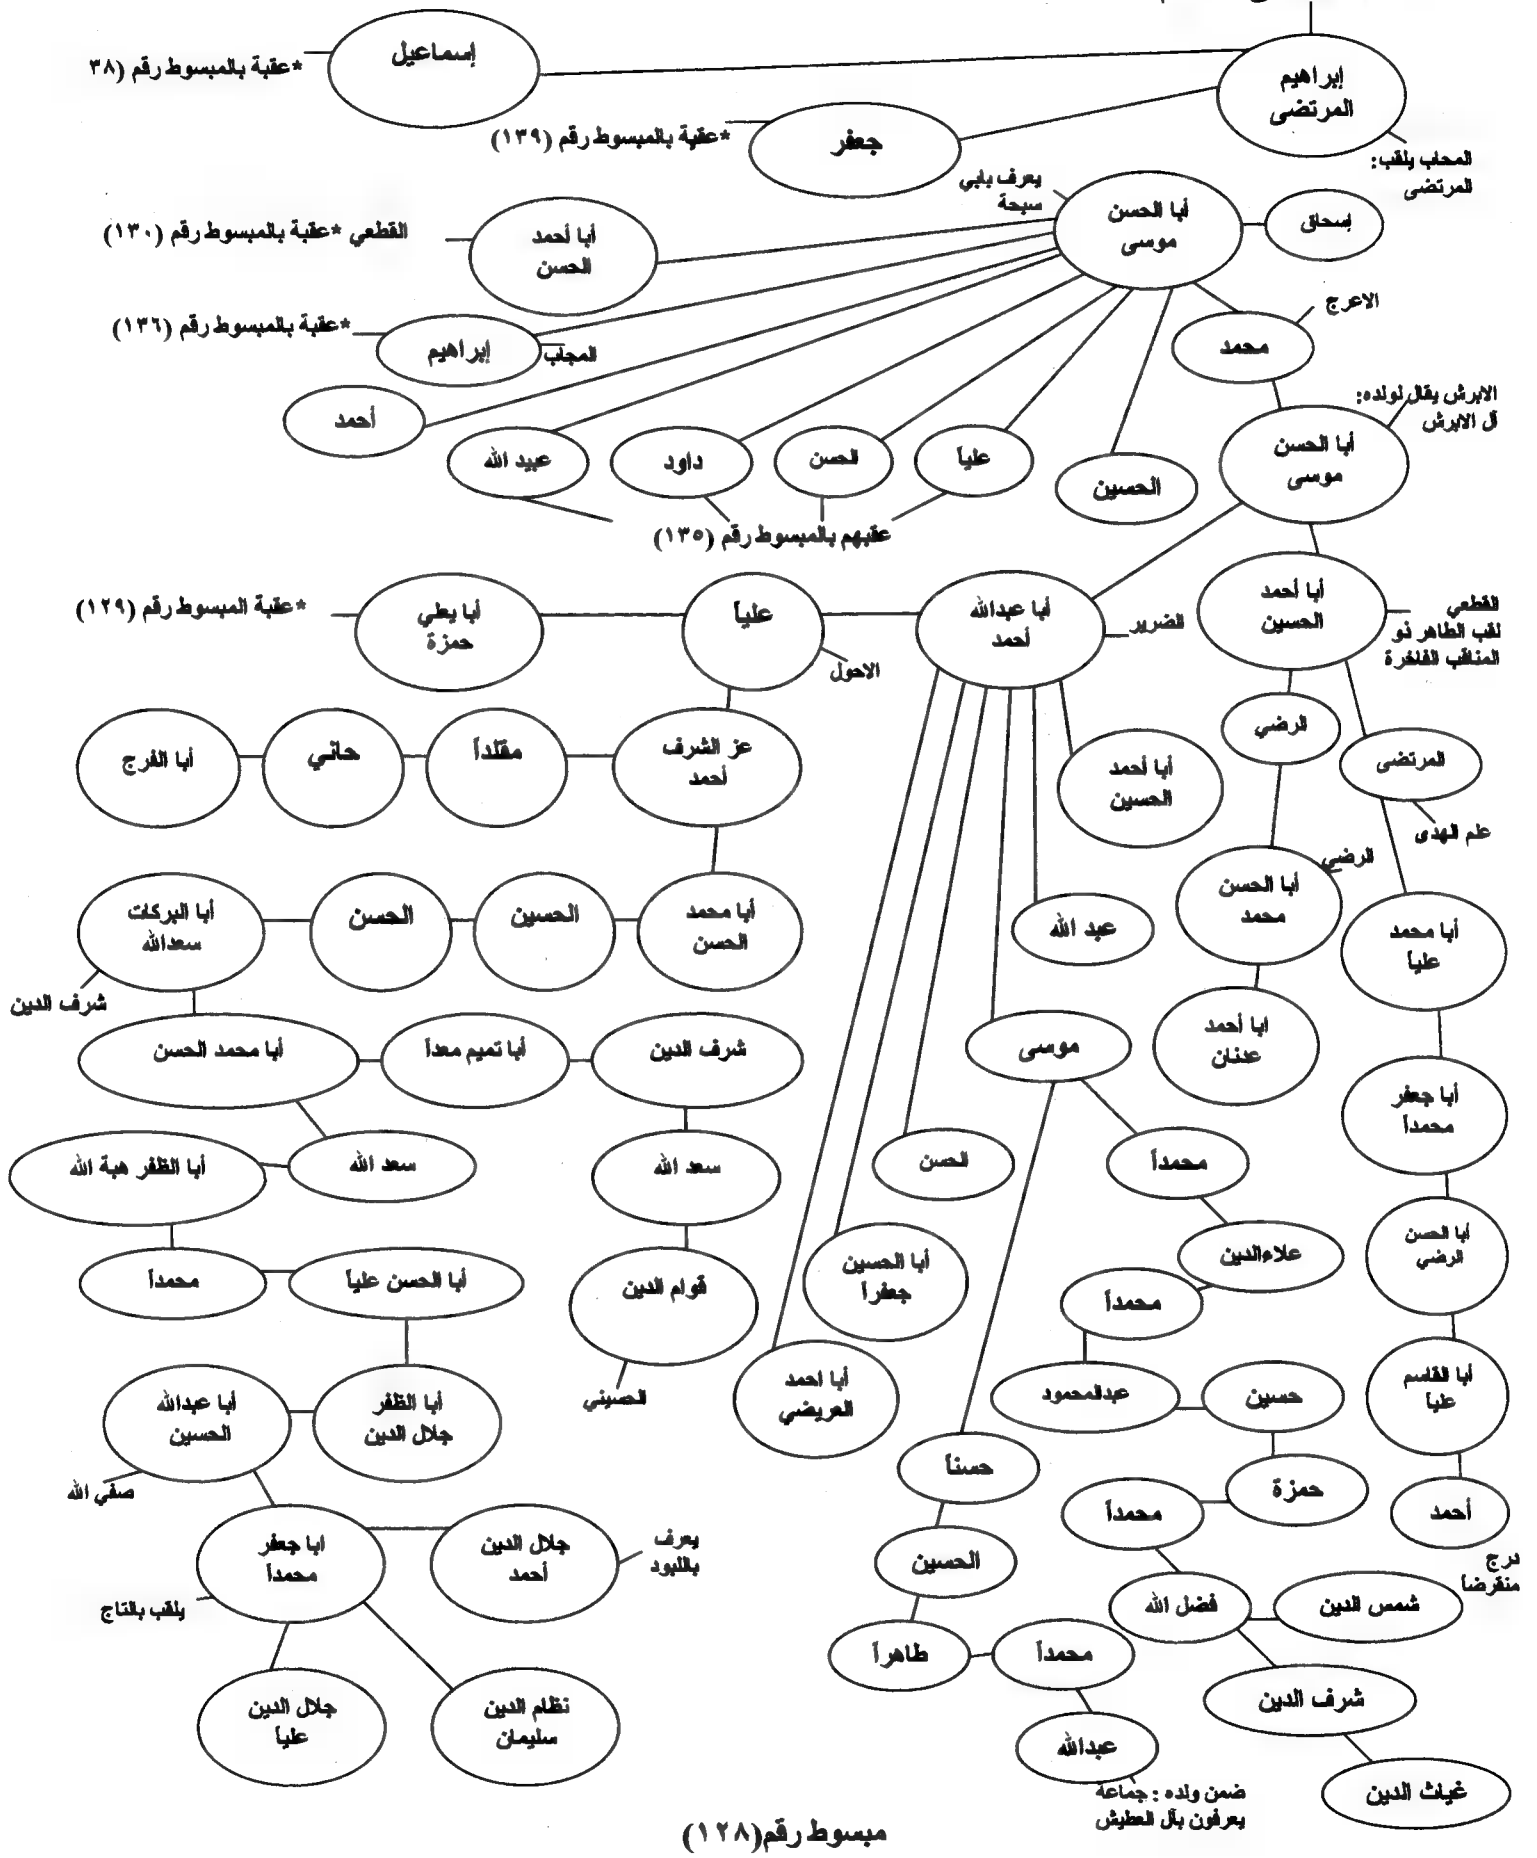 إبراهيم
المرتضى
المحاب يلقب:
المرتضى
إسماعيل
*عقبة بالمبسوط رقم (٣٨
جعفر
*عقبة بالمبسوط رقم (١٣٩)
أبا الحسن
موسى
يعرف بابي
سبحة
إسحاق
أبا أحمد
الحسن
القطعي *عقبة بالمبسوط رقم (١٣٠)
إبراهيم
المجاب
*عقبة بالمبسوط رقم (١٣٦)
محمد
الاعرج
أحمد
عبيد الله
داود
الحسن
علياً
الحسين
عقبهم بالمبسوط رقم (١٣٥)
أبا الحسن
موسى
الابرش يقال لولده:
آل الابرش
أبا أحمد
الحسين
القطعي
لقب الطاهر ذو
المناقب الفاخرة
أبا عبدالله
أحمد
الضرير
علياً
الاحول
أبا يعلي
حمزة
*عقبة المبسوط رقم (١٢٩)
الرضي
المرتضى
علم الهدى
عز الشرف
أحمد
مقلداً
حاني
أبا الفرج
أبا أحمد
الحسين
أبا الحسن
محمد
الرضي
أبا محمد
علياً
عبد الله
أبا محمد
الحسن
الحسين
الحسن
أبا البركات
سعدالله
شرف الدين
ابا أحمد
عدنان
موسى
شرف الدين
أبا تميم معداً
أبا محمد الحسن
أبا جعفر
محمداً
محمداً
الحسن
سعد الله
سعد الله
أبا الظفر هبة الله
أبا الحسن
الرضي
علاءالدين
أبا الحسين
جعفراً
قوام الدين
الحسيني
أبا الحسن علياً
محمداً
محمداً
أبا القاسم
علياً
حسين
عبدالمحمود
أبا احمد
العريضي
أبا الظفر
جلال الدين
أبا عبدالله
الحسين
صفي الله
حسناً
حمزة
محمداً
أحمد
درج
منقرضاً
الحسين
جلال الدين
أحمد
يعرف
باللبود
ابا جعفر
محمداً
يلقب بالتاج
فضل الله
شمس الدين
طاهراً
محمداً
شرف الدين
نظام الدين
سليمان
جلال الدين
علياً
عبدالله
ضمن ولده : جماعة
يعرفون بآل العطيش
غياث الدين
مبسوط رقم(١٢٨)